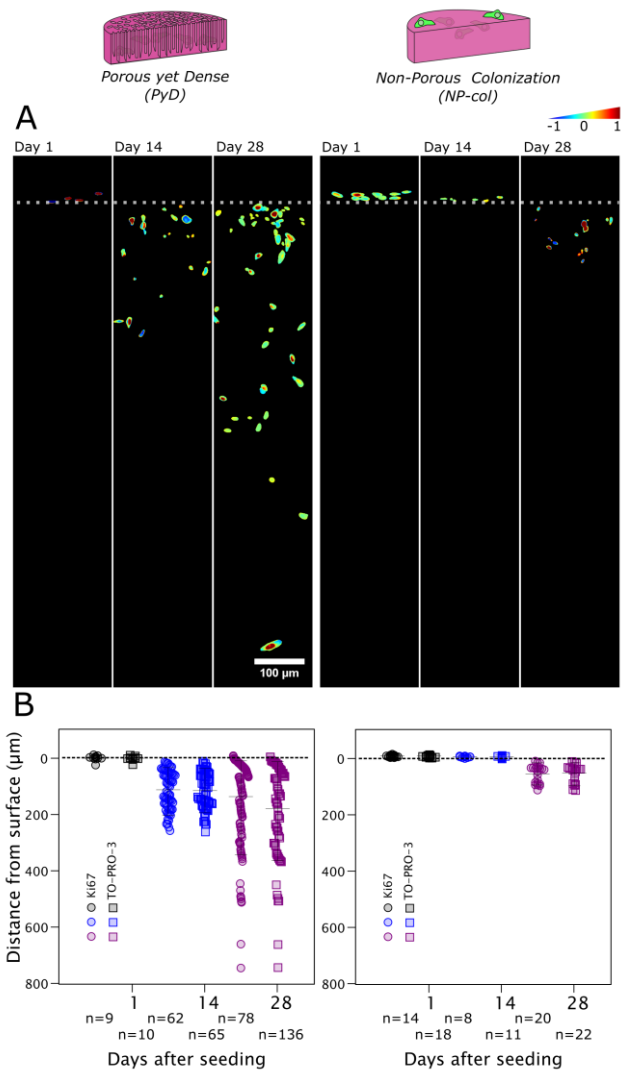 Porous yet Dense
(PyD)
Non-Porous Colonization
(NP-col)
A
-1 0 1
Day 1 Day 14 Day 28 Day 1 Day 14 Day 28
100 µm
B
Distance from surface (µm)
0
200
400
600
800
Ki67
TO-PRO-3
1 14 28
n=9 n=62 n=78
n=10 n=65 n=136
Days after seeding
0
200
400
600
800
Ki67
TO-PRO-3
1 14 28
n=14 n=8 n=20
n=18 n=11 n=22
Days after seeding